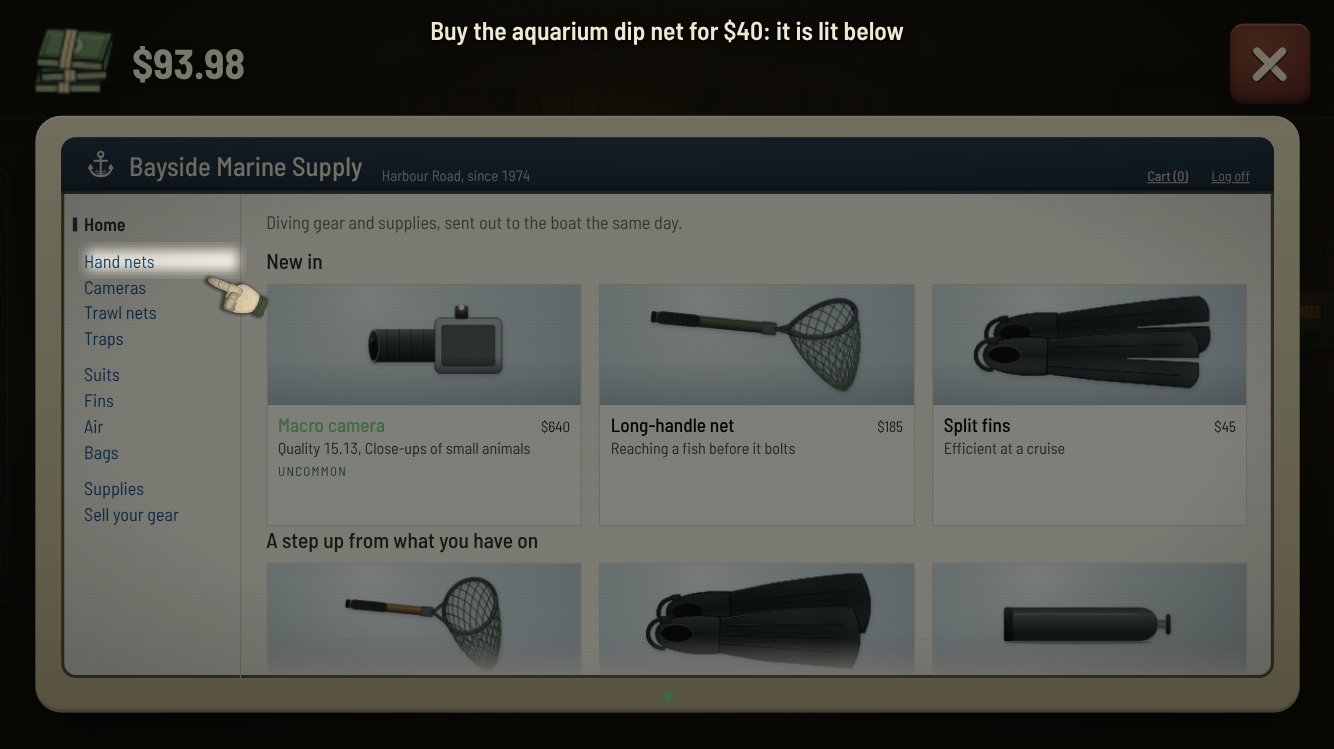 Buy the aquarium dip net for $40: it is lit below
$93.98
Bayside Marine Supply
Harbour Road, since 1974
Cart (0)
Log off
Home
Hand nets
Cameras
Trawl nets
Traps
Suits
Fins
Air
Bags
Supplies
Sell your gear
Diving gear and supplies, sent out to the boat the same day.
New in
Macro camera $640
Quality 15.13, Close-ups of small animals
UNCOMMON
Long-handle net $185
Reaching a fish before it bolts
Split fins $45
Efficient at a cruise
A step up from what you have on